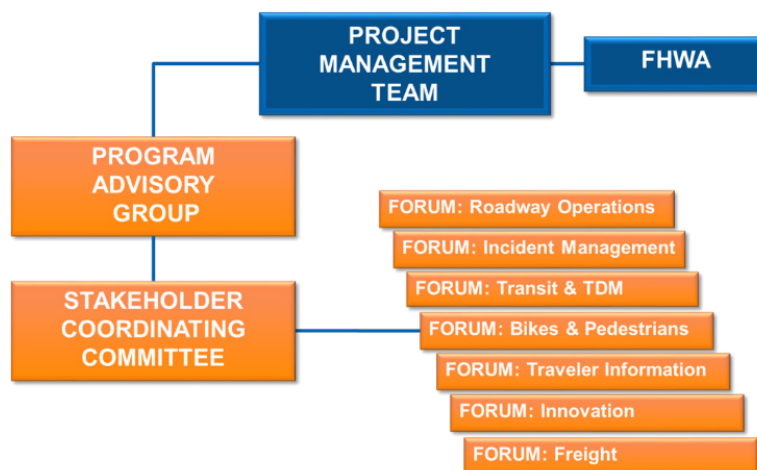 PROJECT
MANAGEMENT
TEAM
FHWA
PROGRAM
ADVISORY
GROUP
STAKEHOLDER
COORDINATING
COMMITTEE
FORUM: Roadway Operations
FORUM: Incident Management
FORUM: Transit & TDM
FORUM: Bikes & Pedestrians
FORUM: Traveler Information
FORUM: Innovation
FORUM: Freight